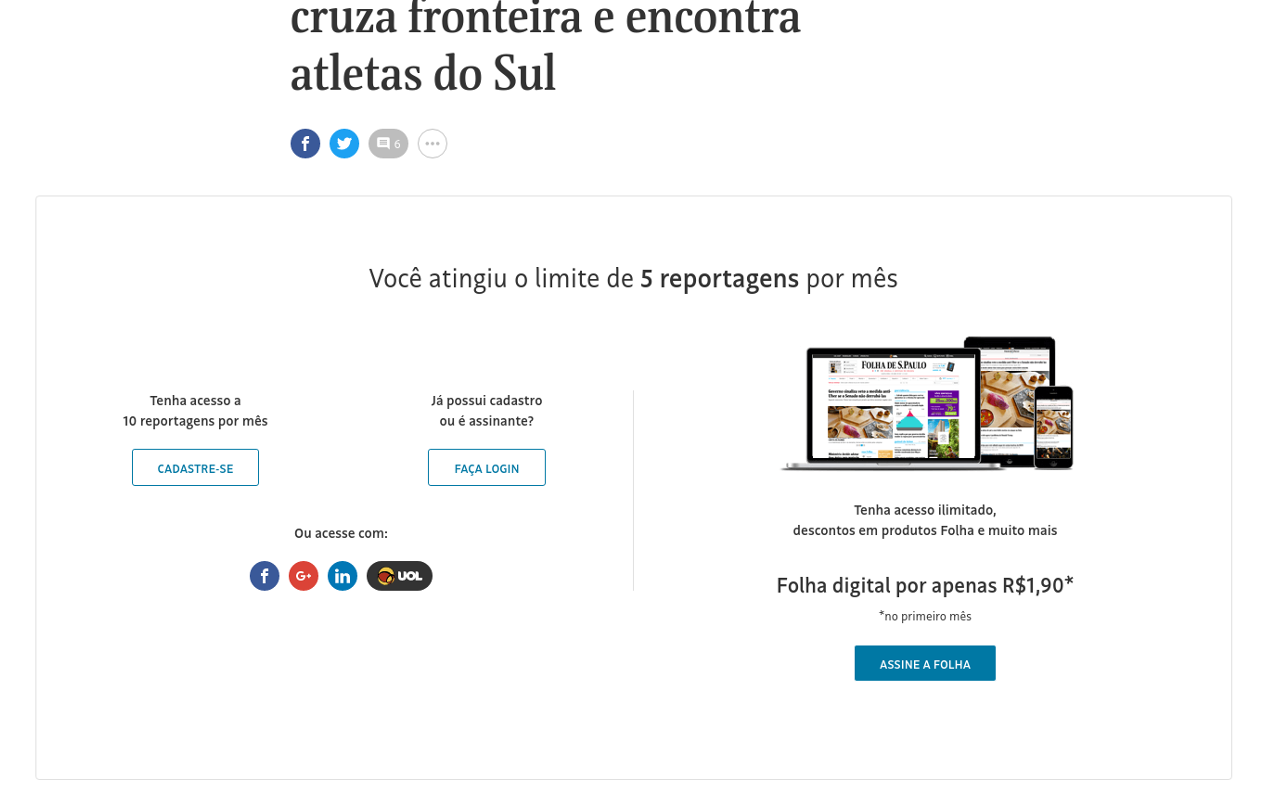 cruza fronteira e encontra
atletas do Sul
6
Você atingiu o limite de 5 reportagens por mês
Tenha acesso a
10 reportagens por mês
CADASTRE-SE
Já possui cadastro
ou é assinante?
FAÇA LOGIN
Ou acesse com:
UOL
FOLHA DE S.PAULO
Tenha acesso ilimitado,
descontos em produtos Folha e muito mais
Folha digital por apenas R$1,90*
*no primeiro mês
ASSINE A FOLHA